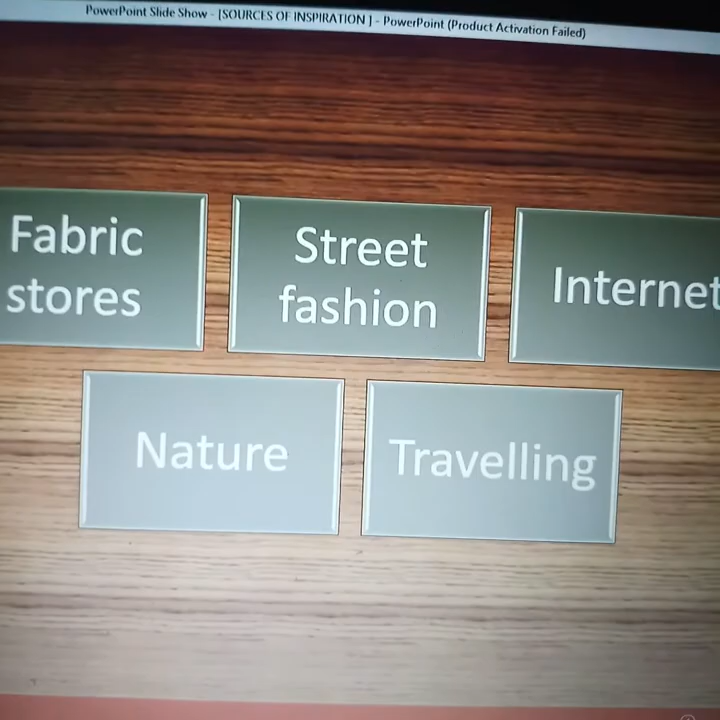 PowerPoint Slide Show - [SOURCES OF INSPIRATION ] - PowerPoint (Product Activation Failed)
Fabric
stores
Street
fashion
Internet
Nature
Travelling